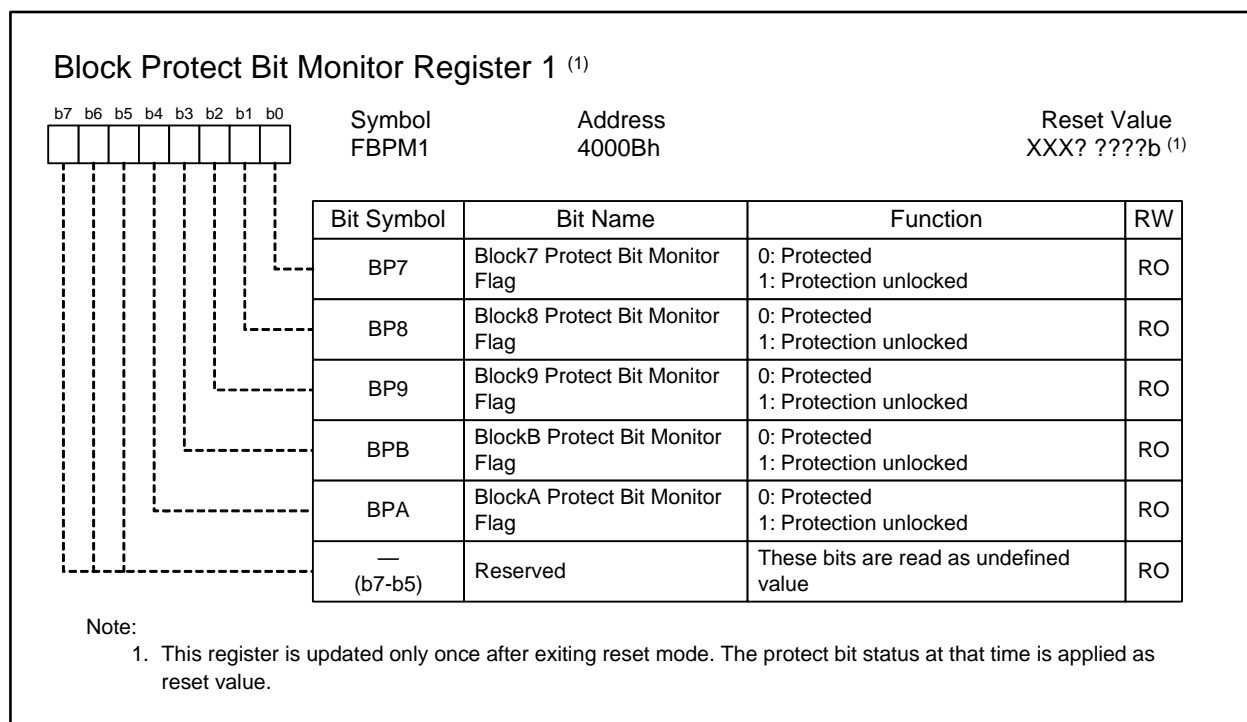 Block Protect Bit Monitor Register 1 (1)
b7 b6 b5 b4 b3 b2 b1 b0
Symbol Address Reset Value
FBPM1 4000Bh XXX? ????b (1)
Bit Symbol Bit Name Function RW
BP7 Block7 Protect Bit Monitor Flag 0: Protected 1: Protection unlocked RO
BP8 Block8 Protect Bit Monitor Flag 0: Protected 1: Protection unlocked RO
BP9 Block9 Protect Bit Monitor Flag 0: Protected 1: Protection unlocked RO
BPB BlockB Protect Bit Monitor Flag 0: Protected 1: Protection unlocked RO
BPA BlockA Protect Bit Monitor Flag 0: Protected 1: Protection unlocked RO
— (b7-b5) Reserved These bits are read as undefined value RO
Note:
1. This register is updated only once after exiting reset mode. The protect bit status at that time is applied as
reset value.